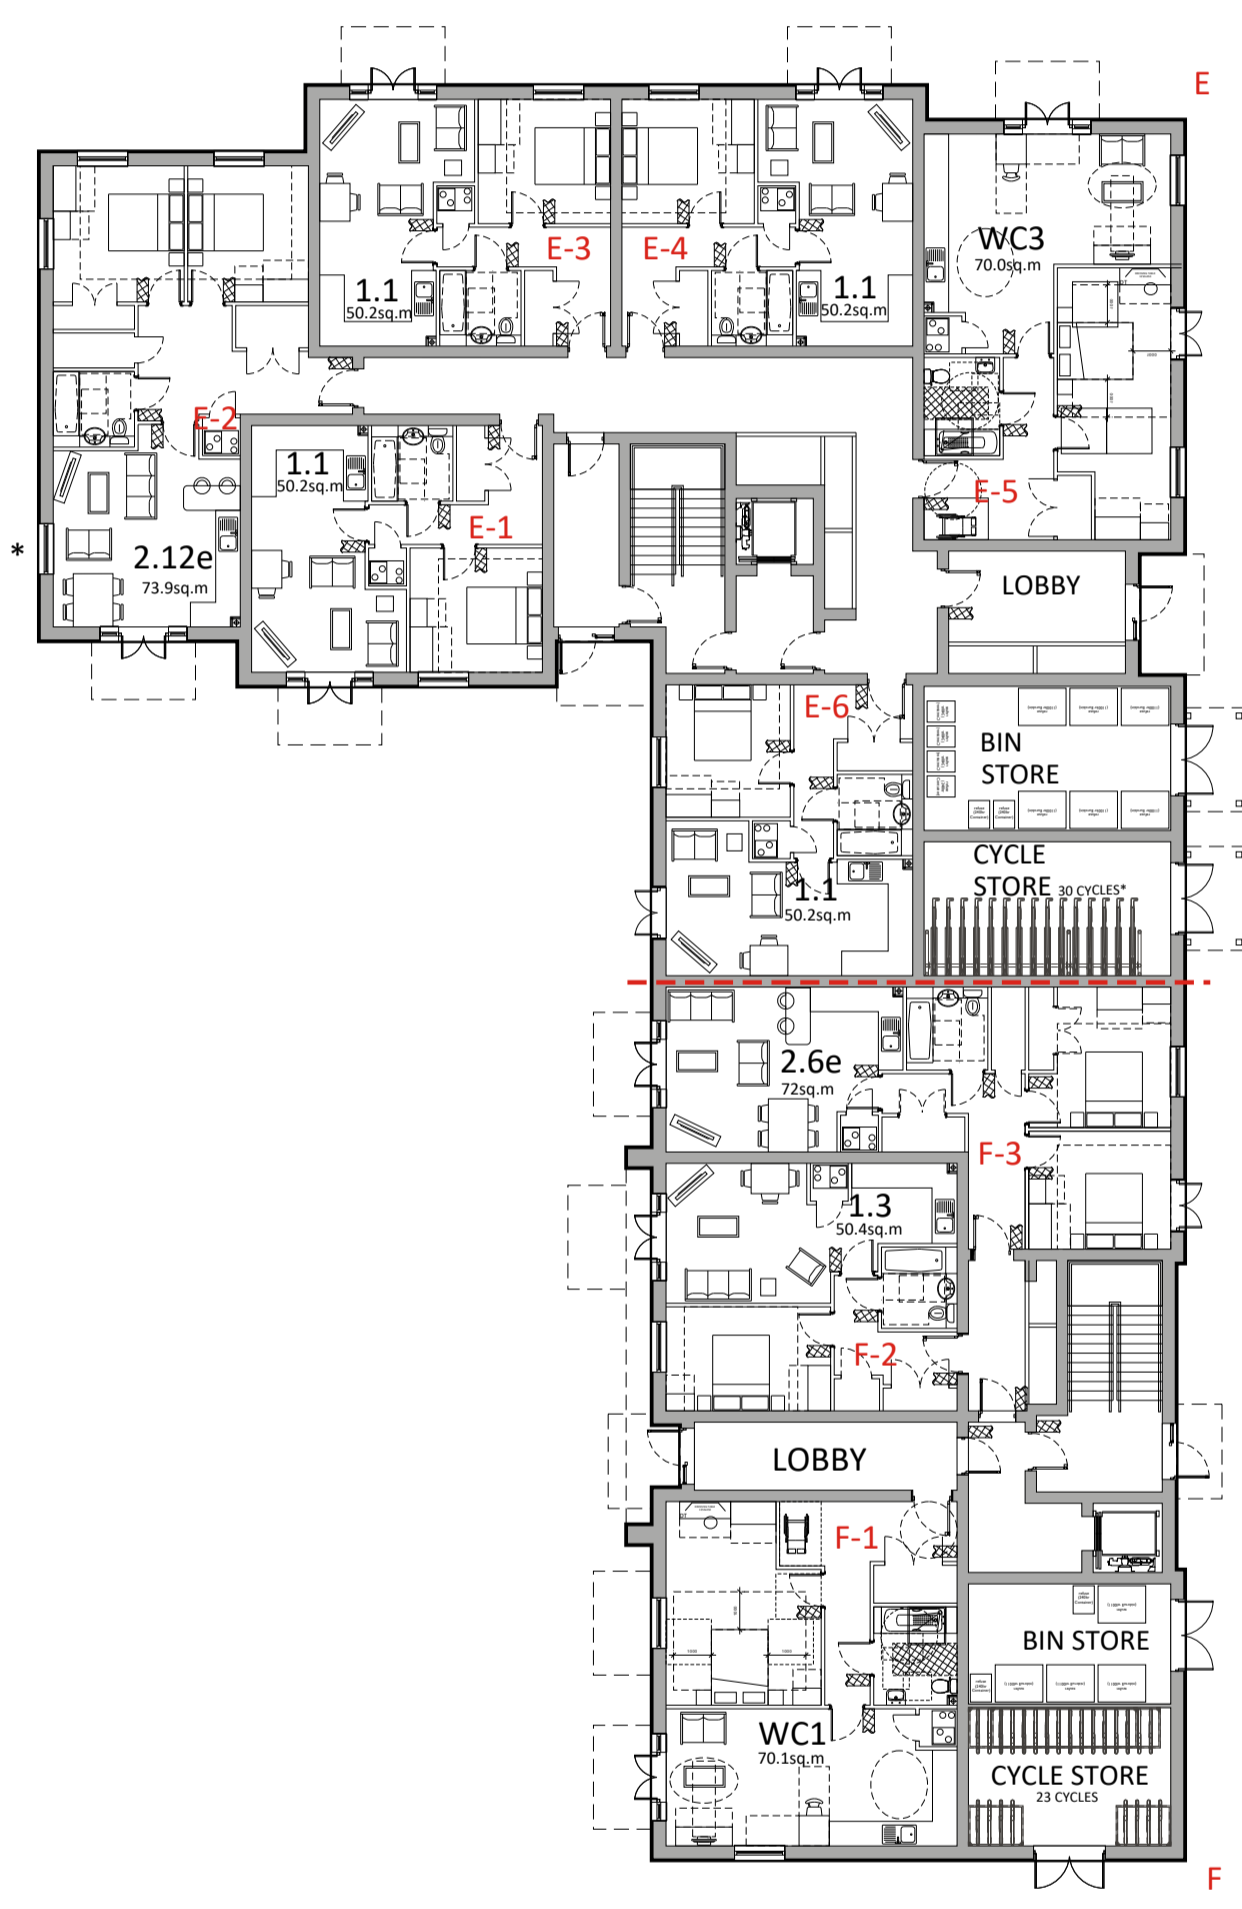 E
E-3
E-4
1.1
50.2sq.m
1.1
50.2sq.m
WC3
70.0sq.m
E-2
1.1
50.2sq.m
E-1
E-5
*
2.12e
73.9sq.m
LOBBY
E-6
BIN
STORE
CYCLE
STORE 30 CYCLES*
1.1
50.2sq.m
2.6e
72sq.m
F-3
1.3
50.4sq.m
F-2
LOBBY
F-1
BIN STORE
WC1
70.1sq.m
CYCLE STORE
23 CYCLES
F